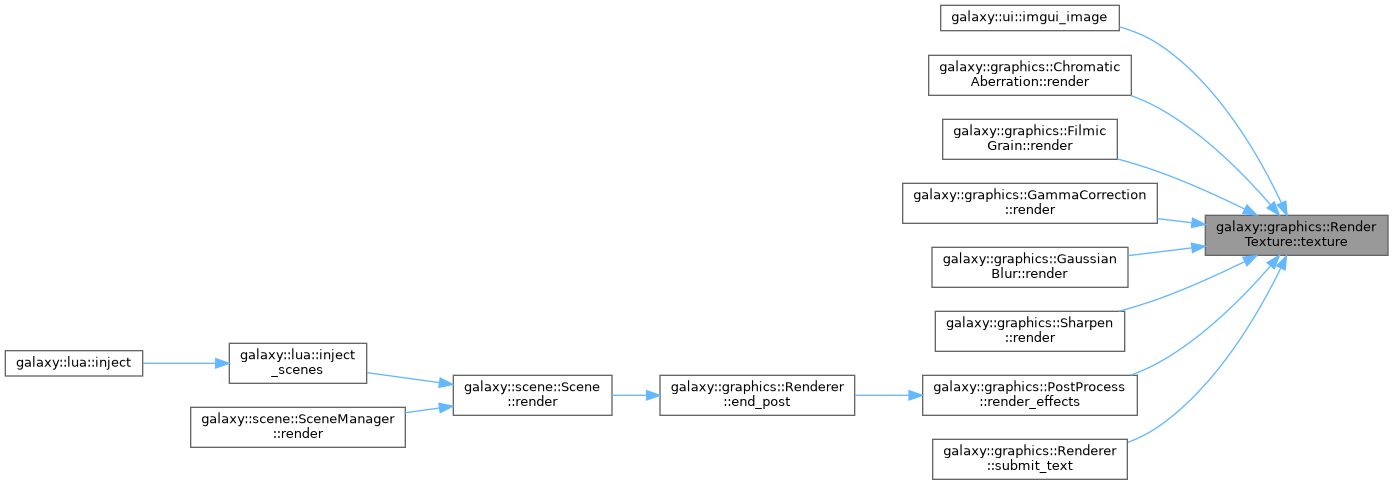 galaxy::ui::imgui_image
galaxy::graphics::Chromatic
Aberration::render
galaxy::graphics::Filmic
Grain::render
galaxy::graphics::GammaCorrection
::render
galaxy::graphics::Render
Texture::texture
galaxy::graphics::Gaussian
Blur::render
galaxy::graphics::Sharpen
::render
galaxy::lua::inject
galaxy::lua::inject
_scenes
galaxy::scene::Scene
::render
galaxy::graphics::Renderer
::end_post
galaxy::graphics::PostProcess
::render_effects
galaxy::scene::SceneManager
::render
galaxy::graphics::Renderer
::submit_text